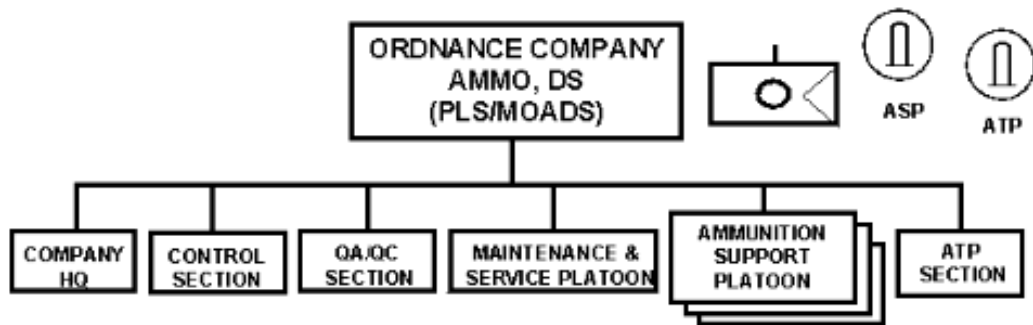 ORDNANCE COMPANY
AMMO, DS
(PLS/MOADS)
ASP
ATP
COMPANY
HQ
CONTROL
SECTION
QA/QC
SECTION
MAINTENANCE &
SERVICE PLATOON
AMMUNITION
SUPPORT
PLATOON
ATP
SECTION